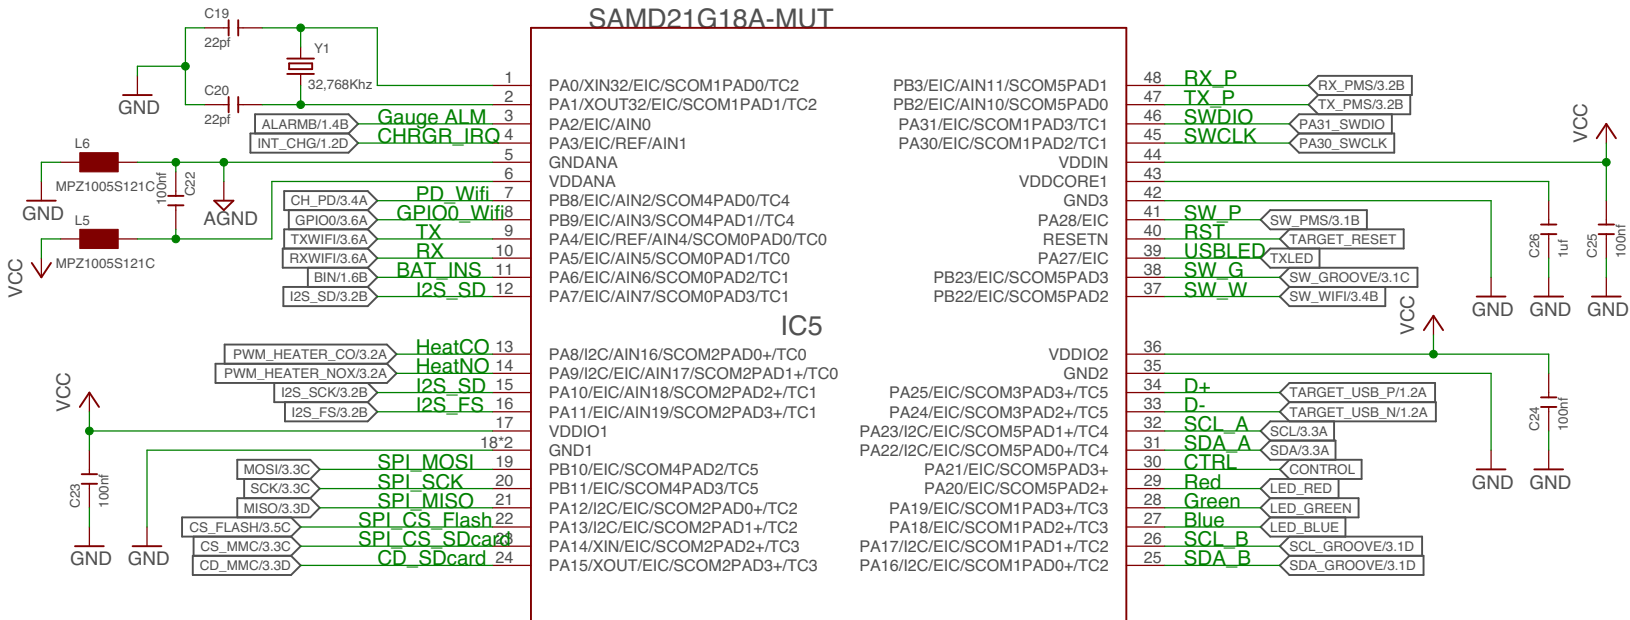 SAMD21G18A-MUT
C19
22pf
Y1
32,768Khz
C20
22pf
GND
ALARMB/1.4B Gauge ALM 3 PA2/EIC/AIN0
INT_CHG/1.2D CHRGR_IRQ 4 PA3/EIC/REF/AIN1
1 PA0/XIN32/EIC/SCOM1PAD0/TC2
2 PA1/XOUT32/EIC/SCOM1PAD1/TC2
L6
MPZ1005S121C
C22
100nf
GND
AGND
L5
MPZ1005S121C
VCC
5 GNDANA
6 VDDANA
CH_PD/3.4A PD_Wifi 7 PB8/EIC/AIN2/SCOM4PAD0/TC4
GPIO0/3.6A GPIO0_Wifi 8 PB9/EIC/AIN3/SCOM4PAD1//TC4
TXWIFI/3.6A TX 9 PA4/EIC/REF/AIN4/SCOM0PAD0/TC0
RXWIFI/3.6A RX 10 PA5/EIC/AIN5/SCOM0PAD1/TC0
BIN/1.6B BAT_INS 11 PA6/EIC/AIN6/SCOM0PAD2/TC1
I2S_SD/3.2B I2S_SD 12 PA7/EIC/AIN7/SCOM0PAD3/TC1
IC5
PWM_HEATER_CO/3.2A HeatCO 13 PA8/I2C/AIN16/SCOM2PAD0+/TC0
PWM_HEATER_NOX/3.2A HeatNO 14 PA9/I2C/EIC/AIN17/SCOM2PAD1+/TC0
I2S_SCK/3.2B I2S_SD 15 PA10/EIC/AIN18/SCOM2PAD2+/TC1
I2S_FS/3.2B I2S_FS 16 PA11/EIC/AIN19/SCOM2PAD3+/TC1
VCC
17 VDDIO1
18*2 GND1
C23
100nf
GND
GND
MOSI/3.3C SPI_MOSI 19 PB10/EIC/SCOM4PAD2/TC5
SCK/3.3C SPI_SCK 20 PB11/EIC/SCOM4PAD3/TC5
MISO/3.3D SPI_MISO 21 PA12/I2C/EIC/SCOM2PAD0+/TC2
CS_FLASH/3.5C SPI_CS_Flash 22 PA13/I2C/EIC/SCOM2PAD1+/TC2
CS_MMC/3.3C SPI_CS_SDcard 23 PA14/XIN/EIC/SCOM2PAD2+/TC3
CD_MMC/3.3D CD_SDcard 24 PA15/XOUT/EIC/SCOM2PAD3+/TC3
PB3/EIC/AIN11/SCOM5PAD1 48 RX_P RX_PMS/3.2B
PB2/EIC/AIN10/SCOM5PAD0 47 TX_P TX_PMS/3.2B
PA31/EIC/SCOM1PAD3/TC1 46 SWDIO PA31_SWDIO
PA30/EIC/SCOM1PAD2/TC1 45 SWCLK PA30_SWCLK
VDDIN 44
VDDCORE1 43
GND3 42
PA28/EIC 41 SW_P SW_PMS/3.1B
RESETN 40 RST TARGET_RESET
PA27/EIC 39 USBLED TXLED
PB23/EIC/SCOM5PAD3 38 SW_G SW_GROOVE/3.1C
PB22/EIC/SCOM5PAD2 37 SW_W SW_WIFI/3.4B
VCC
C26
1uf
C25
100nf
GND
GND
GND
VCC
VDDIO2 36
GND2 35
PA25/EIC/SCOM3PAD3+/TC5 34 D+ TARGET_USB_P/1.2A
PA24/EIC/SCOM3PAD2+/TC5 33 D- TARGET_USB_N/1.2A
PA23/I2C/EIC/SCOM5PAD1+/TC4 32 SCL_A SCL/3.3A
PA22/I2C/EIC/SCOM5PAD0+/TC4 31 SDA_A SDA/3.3A
PA21/EIC/SCOM5PAD3+ 30 CTRL CONTROL
PA20/EIC/SCOM5PAD2+ 29 Red LED_RED
PA19/EIC/SCOM1PAD3+/TC3 28 Green LED_GREEN
PA18/EIC/SCOM1PAD2+/TC3 27 Blue LED_BLUE
PA17/I2C/EIC/SCOM1PAD1+/TC2 26 SCL_B SCL_GROOVE/3.1D
PA16/I2C/EIC/SCOM1PAD0+/TC2 25 SDA_B SDA_GROOVE/3.1D
C24
100nf
GND
GND